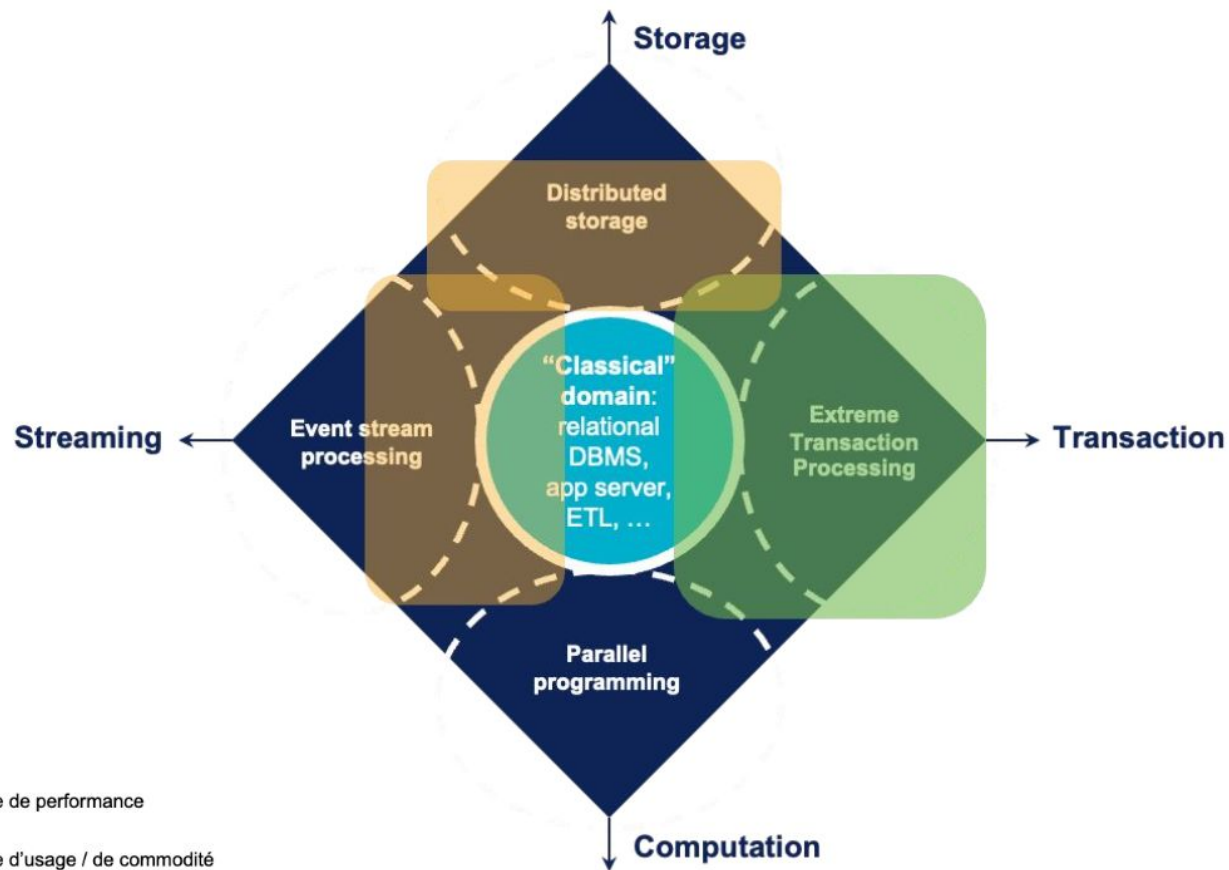 Storage
Distributed
storage
“Classical”
domain:
relational
DBMS,
app server,
ETL, …
Streaming
Event stream
processing
Extreme
Transaction
Processing
Transaction
Parallel
programming
e de performance
e d’usage / de commodité
Computation